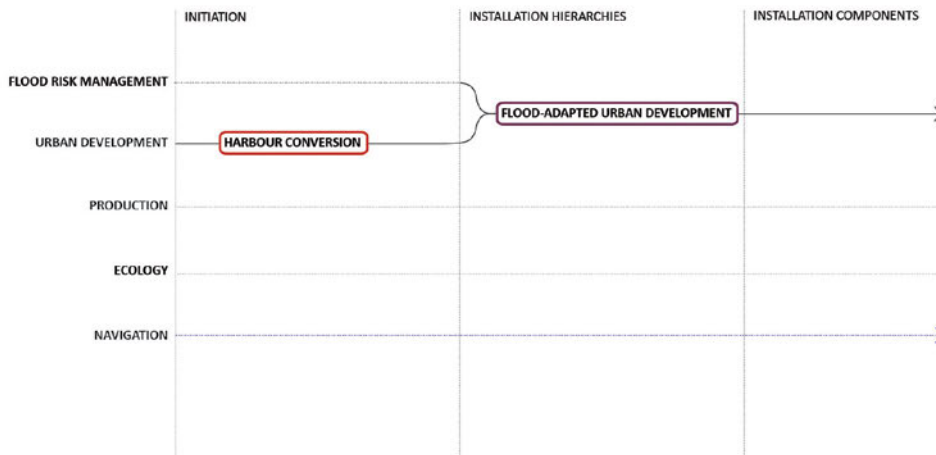 INITIATION
INSTALLATION HIERARCHIES
INSTALLATION COMPONENTS
FLOOD RISK MANAGEMENT
FLOOD-ADAPTED URBAN DEVELOPMENT
URBAN DEVELOPMENT
HARBOUR CONVERSION
PRODUCTION
ECOLOGY
NAVIGATION